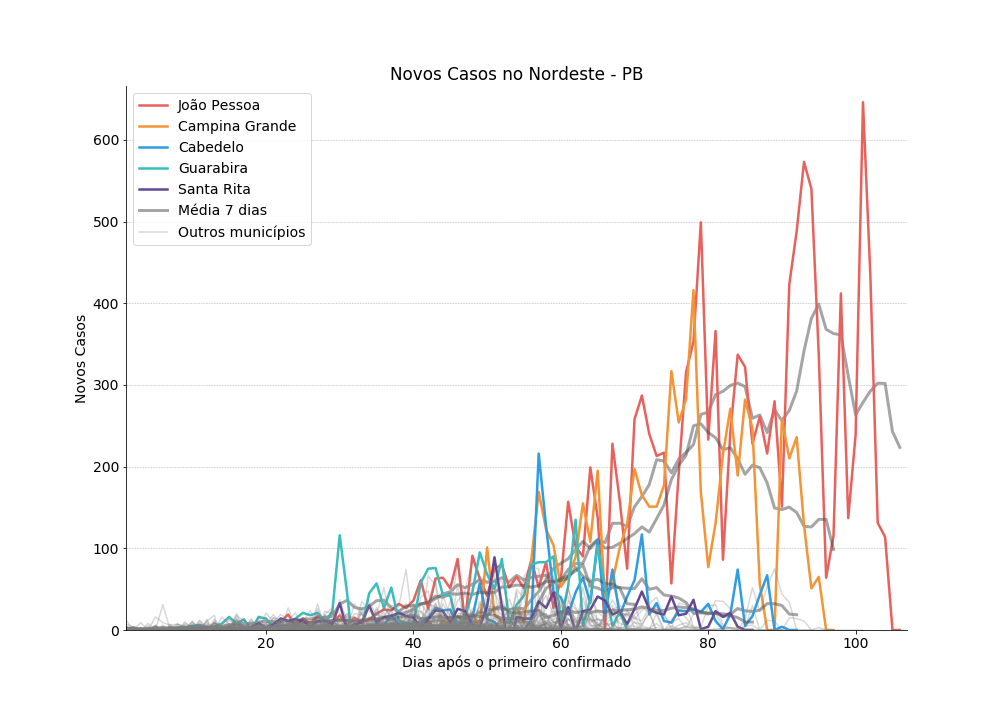 Novos Casos no Nordeste - PB
João Pessoa
Campina Grande
Cabedelo
Guarabira
Santa Rita
Média 7 dias
Outros municípios
Novos Casos
600
500
400
300
200
100
0
20 40 60 80 100
Dias após o primeiro confirmado